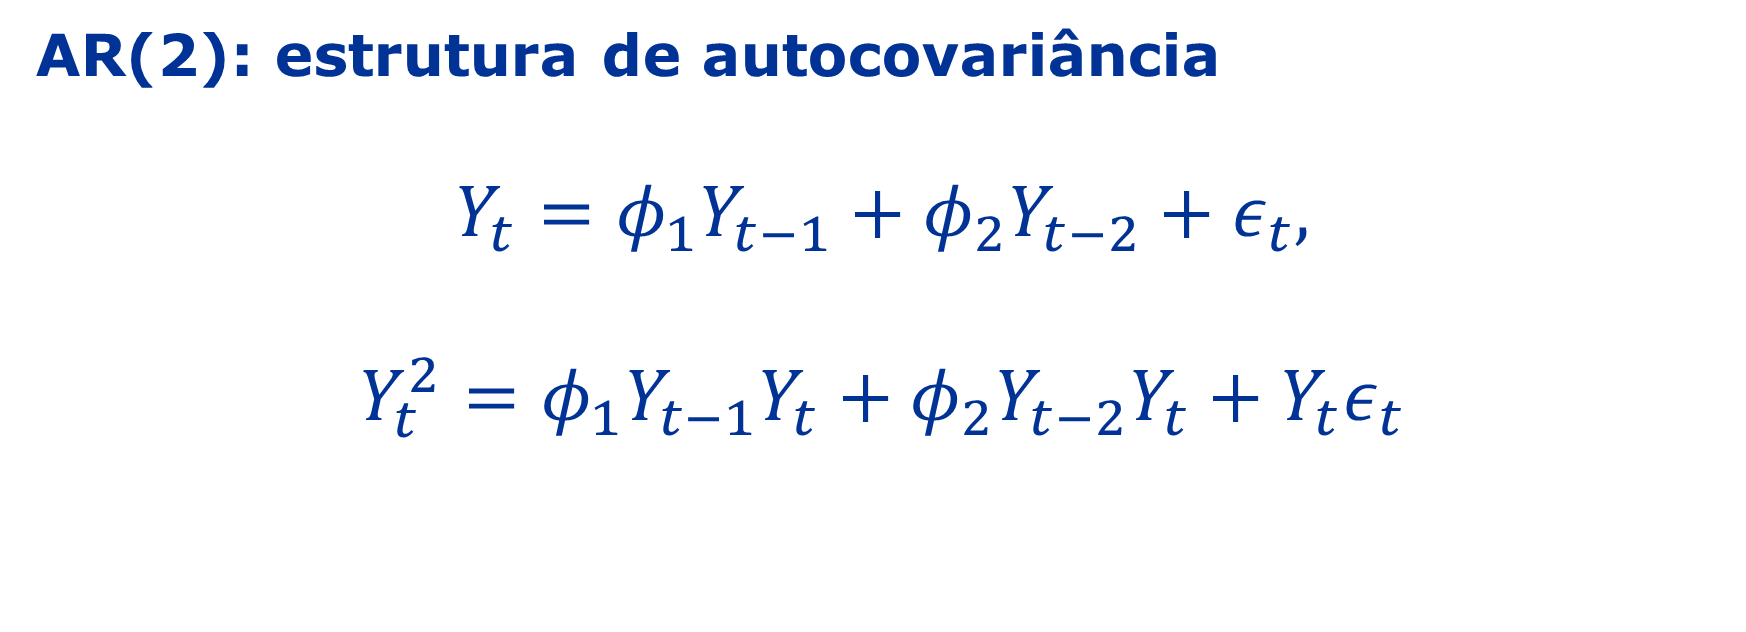 AR(2): estrutura de autocovariância
𝑌ₜ = 𝜙₁𝑌ₜ₋₁ + 𝜙₂𝑌ₜ₋₂ + 𝜖ₜ,
𝑌ₜ² = 𝜙₁𝑌ₜ₋₁𝑌ₜ + 𝜙₂𝑌ₜ₋₂𝑌ₜ + 𝑌ₜ𝜖ₜ